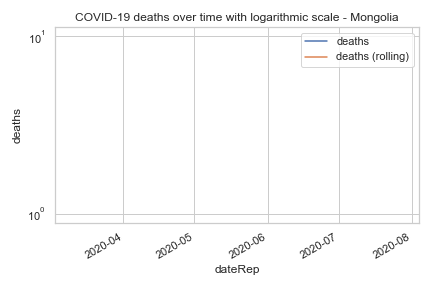 COVID-19 deaths over time with logarithmic scale - Mongolia
10¹
deaths
deaths (rolling)
deaths
10⁰
2020-04
2020-05
2020-06
2020-07
2020-08
dateRep